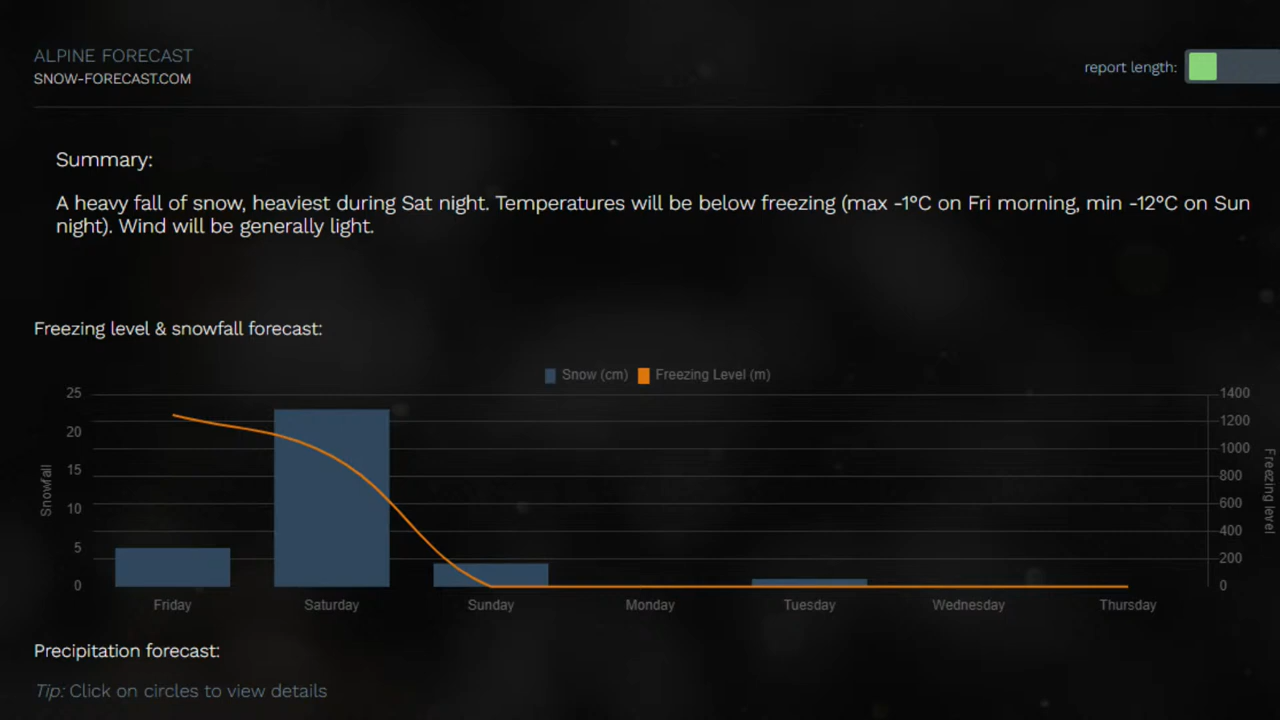 ALPINE FORECAST
SNOW-FORECAST.COM
report length:
Summary:
A heavy fall of snow, heaviest during Sat night. Temperatures will be below freezing (max -1°C on Fri morning, min -12°C on Sun
night). Wind will be generally light.
Freezing level & snowfall forecast:
Snow (cm) Freezing Level (m)
25
20
15
10
5
0
Snowfall
1400
1200
1000
800
600
400
200
0
Freezing level
Friday Saturday Sunday Monday Tuesday Wednesday Thursday
Precipitation forecast:
Tip: Click on circles to view details